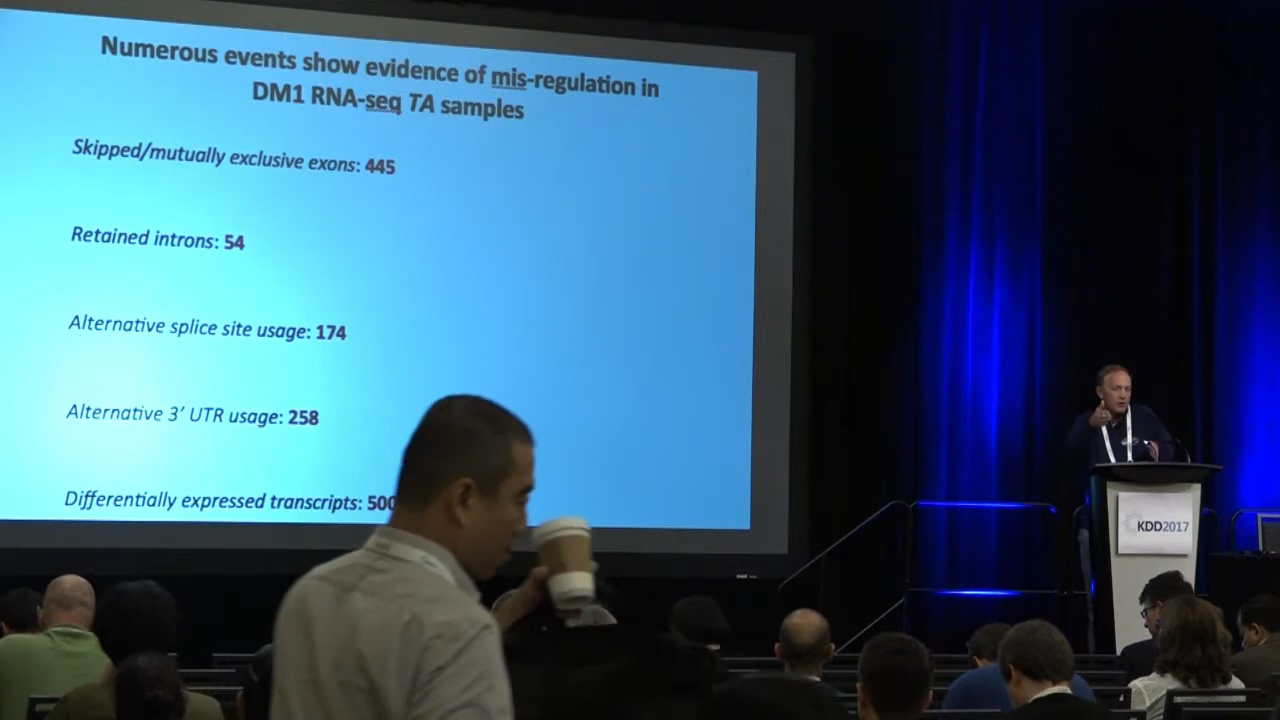 Numerous events show evidence of mis-regulation in
DM1 RNA-seq TA samples
Skipped/mutually exclusive exons: 445
Retained introns: 54
Alternative splice site usage: 174
Alternative 3′ UTR usage: 258
Differentially expressed transcripts: 500
KDD2017